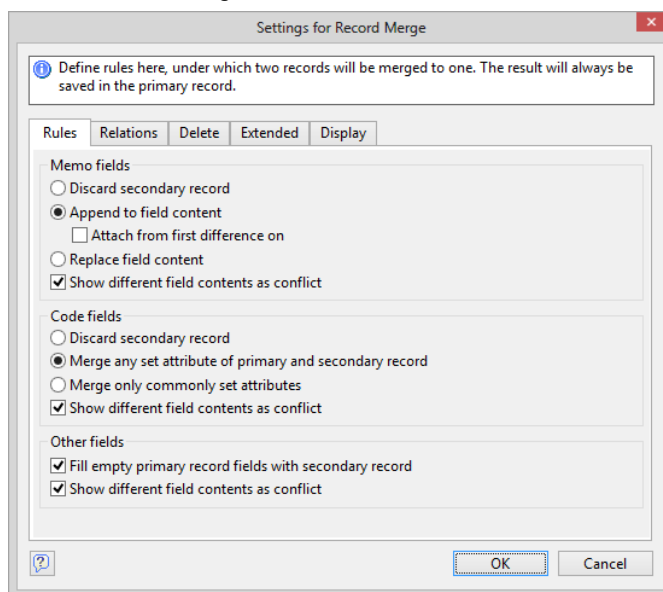 Settings for Record Merge
Define rules here, under which two records will be merged to one. The result will always be
saved in the primary record.
Rules Relations Delete Extended Display
Memo fields
Discard secondary record
Append to field content
Attach from first difference on
Replace field content
Show different field contents as conflict
Code fields
Discard secondary record
Merge any set attribute of primary and secondary record
Merge only commonly set attributes
Show different field contents as conflict
Other fields
Fill empty primary record fields with secondary record
Show different field contents as conflict
OK Cancel